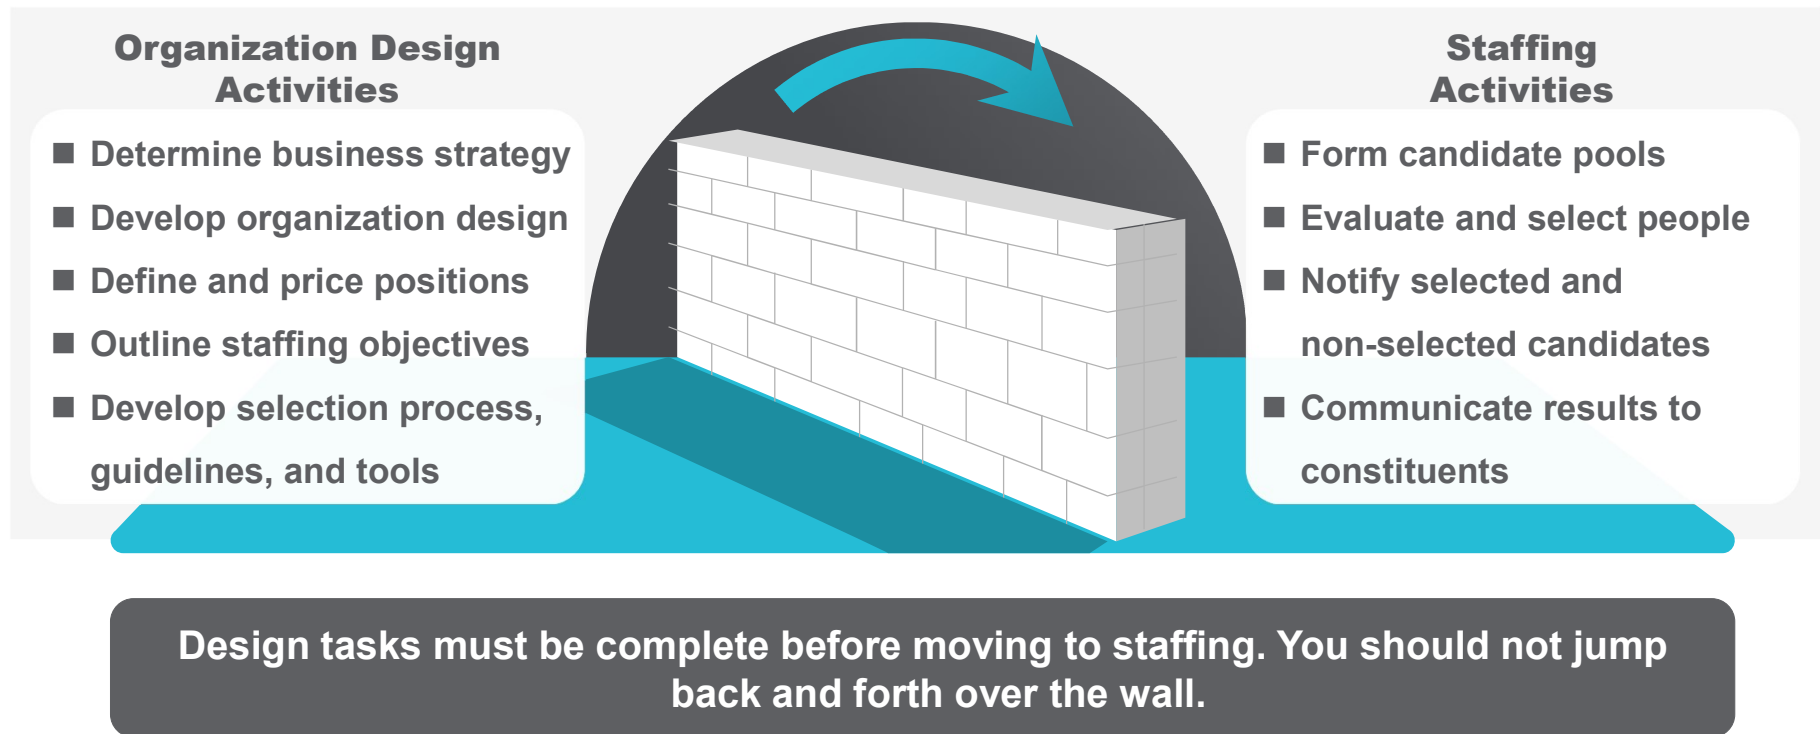 Organization Design
Activities
■ Determine business strategy
■ Develop organization design
■ Define and price positions
■ Outline staffing objectives
■ Develop selection process,
guidelines, and tools
Staffing
Activities
■ Form candidate pools
■ Evaluate and select people
■ Notify selected and
non-selected candidates
■ Communicate results to
constituents
Design tasks must be complete before moving to staffing. You should not jump
back and forth over the wall.